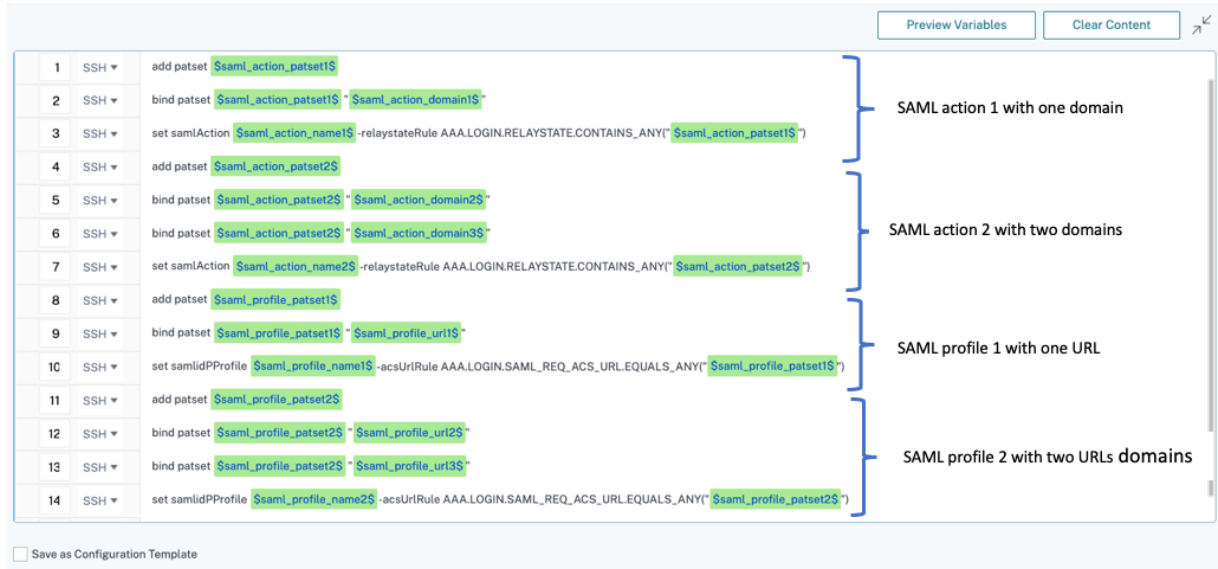 Preview Variables Clear Content
1 SSH add patset $saml_action_patset1$
2 SSH bind patset $saml_action_patset1$ "$saml_action_domain1$"
SAML action 1 with one domain
3 SSH set samlAction $saml_action_name1$ -relaystateRule AAA.LOGIN.RELAYSTATE.CONTAINS_ANY("$saml_action_patset1$")
4 SSH add patset $saml_action_patset2$
5 SSH bind patset $saml_action_patset2$ "$saml_action_domain2$"
6 SSH bind patset $saml_action_patset2$ "$saml_action_domain3$"
SAML action 2 with two domains
7 SSH set samlAction $saml_action_name2$ -relaystateRule AAA.LOGIN.RELAYSTATE.CONTAINS_ANY("$saml_action_patset2$")
8 SSH add patset $saml_profile_patset1$
9 SSH bind patset $saml_profile_patset1$ "$saml_profile_url1$"
SAML profile 1 with one URL
10 SSH set samlidPProfile $saml_profile_name1$ -acsUrlRule AAA.LOGIN.SAML_REQ_ACS_URL.EQUALS_ANY("$saml_profile_patset1$")
11 SSH add patset $saml_profile_patset2$
12 SSH bind patset $saml_profile_patset2$ "$saml_profile_url2$"
13 SSH bind patset $saml_profile_patset2$ "$saml_profile_url3$"
SAML profile 2 with two URLs domains
14 SSH set samlidPProfile $saml_profile_name2$ -acsUrlRule AAA.LOGIN.SAML_REQ_ACS_URL.EQUALS_ANY("$saml_profile_patset2$")
Save as Configuration Template